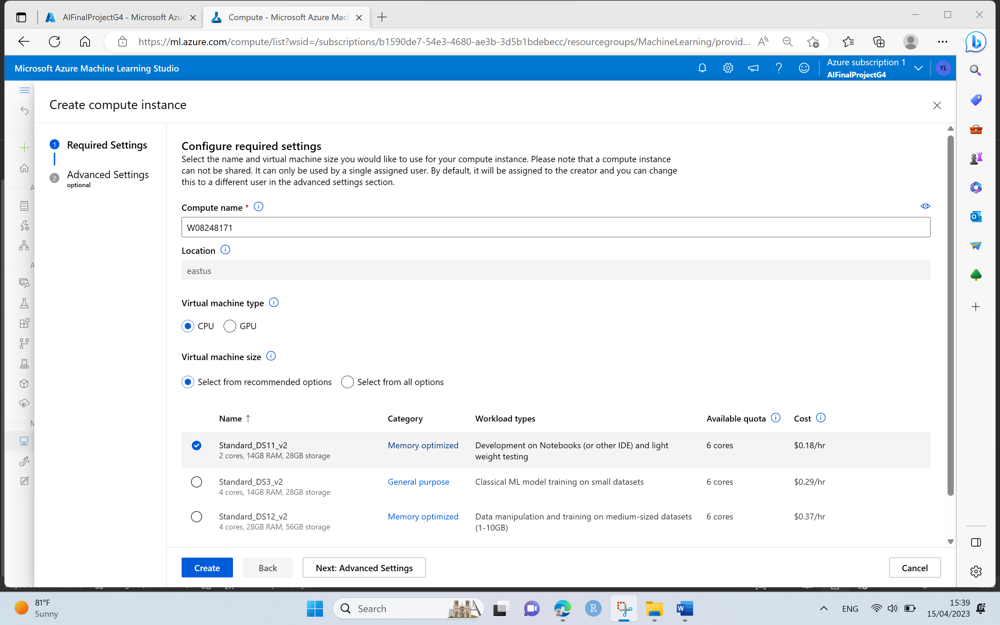 AIFinalProjectG4 - Microsoft Azu
Compute - Microsoft Azure Mach
https://ml.azure.com/compute/list?wsid=/subscriptions/b1590de7-54e3-4680-ae3b-3d5b1bdebecc/resourcegroups/MachineLearning/provid...
Microsoft Azure Machine Learning Studio
Azure subscription 1
AIFinalProjectG4
YL
Create compute instance
1 Required Settings
2 Advanced Settings
optional
Configure required settings
Select the name and virtual machine size you would like to use for your compute instance. Please note that a compute instance
can not be shared. It can only be used by a single assigned user. By default, it will be assigned to the creator and you can change
this to a different user in the advanced settings section.
Compute name *
W08248171
Location
eastus
Virtual machine type
CPU GPU
Virtual machine size
Select from recommended options Select from all options
Name ↑ Category Workload types Available quota Cost
Standard_DS11_v2 Memory optimized Development on Notebooks (or other IDE) and light 6 cores $0.18/hr
2 cores, 14GB RAM, 28GB storage weight testing
Standard_DS3_v2 General purpose Classical ML model training on small datasets 6 cores $0.29/hr
4 cores, 14GB RAM, 28GB storage
Standard_DS12_v2 Memory optimized Data manipulation and training on medium-sized datasets 6 cores $0.37/hr
4 cores, 28GB RAM, 56GB storage (1-10GB)
Create Back Next: Advanced Settings Cancel
81°F
Sunny
Search
ENG
15:39
15/04/2023